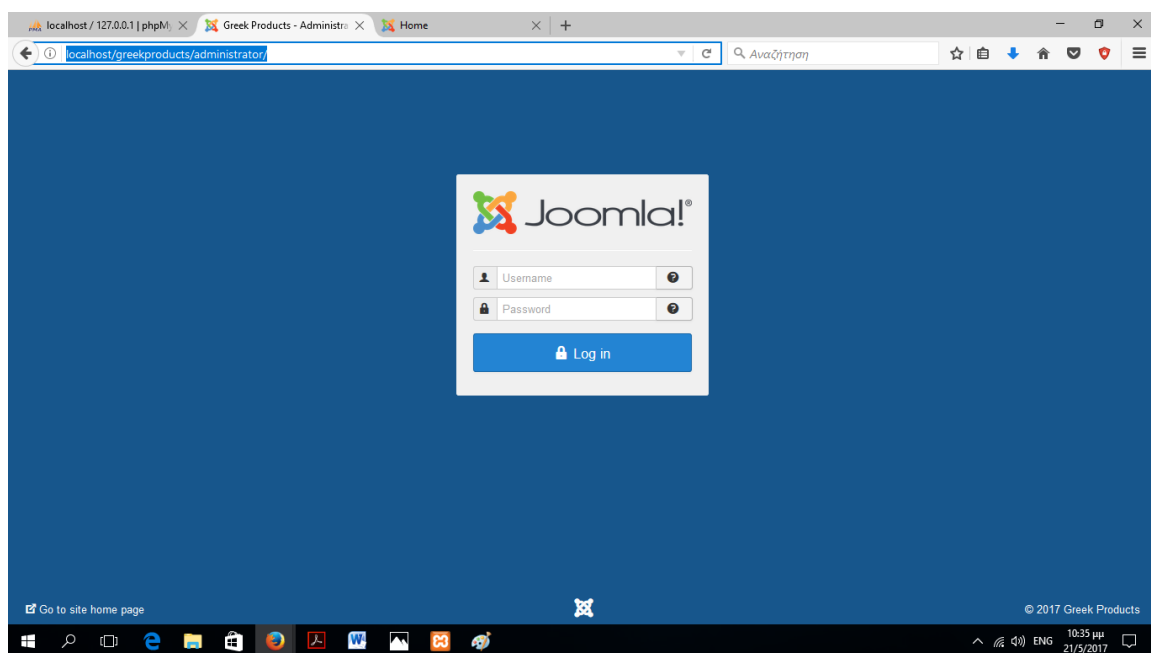 localhost / 127.0.0.1 | phpMy
Greek Products - Administra
Home
localhost/greekproducts/administrator/
Αναζήτηση
Joomla!®
Username
Password
Log in
Go to site home page
© 2017 Greek Products
ENG
10:35 μμ
21/5/2017